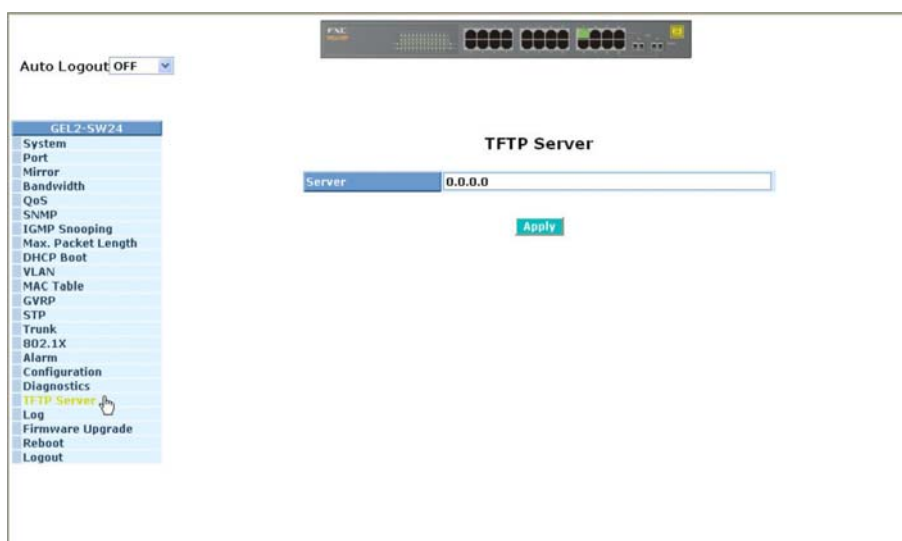 Auto Logout OFF
GEL2-SW24
System
Port
Mirror
Bandwidth
QoS
SNMP
IGMP Snooping
Max. Packet Length
DHCP Boot
VLAN
MAC Table
GVRP
STP
Trunk
802.1X
Alarm
Configuration
Diagnostics
TFTP Server
Log
Firmware Upgrade
Reboot
Logout
TFTP Server
Server 0.0.0.0
Apply